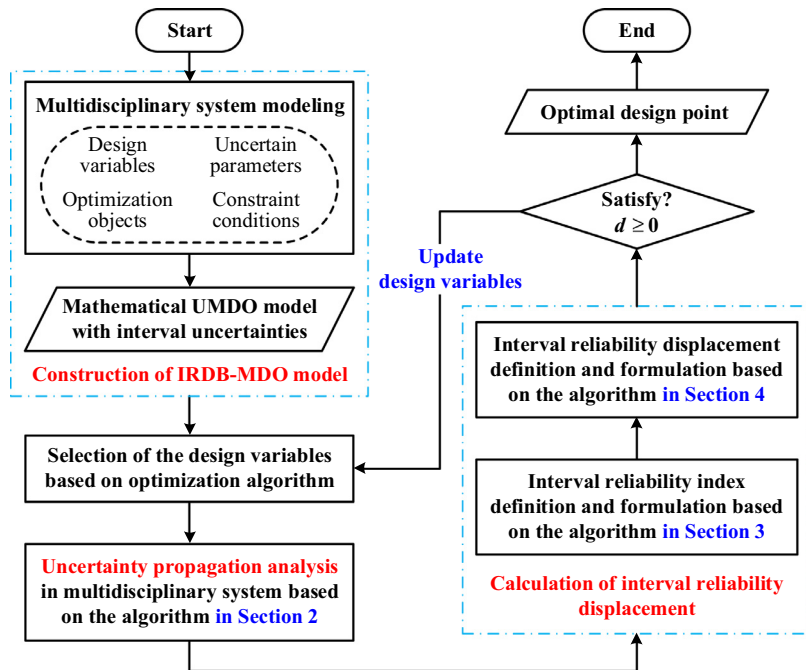 Start
Multidisciplinary system modeling
Design
variables
Uncertain
parameters
Optimization
objects
Constraint
conditions
Mathematical UMDO model
with interval uncertainties
Construction of IRDB-MDO model
Selection of the design variables
based on optimization algorithm
Uncertainty propagation analysis
in multidisciplinary system based
on the algorithm in Section 2
End
Optimal design point
Satisfy?
d ≥ 0
Update
design variables
Interval reliability displacement
definition and formulation based
on the algorithm in Section 4
Interval reliability index
definition and formulation based
on the algorithm in Section 3
Calculation of interval reliability
displacement